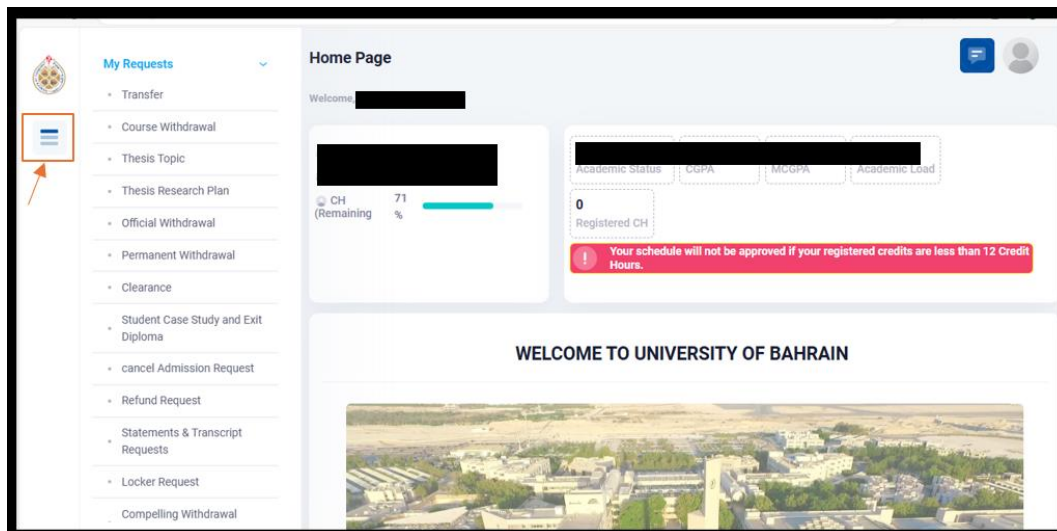 My Requests
Transfer
Course Withdrawal
Thesis Topic
Thesis Research Plan
Official Withdrawal
Permanent Withdrawal
Clearance
Student Case Study and Exit
Diploma
cancel Admission Request
Refund Request
Statements & Transcript
Requests
Locker Request
Compelling Withdrawal
Home Page
Welcome,
CH
(Remaining
71
%
Academic Status
CGPA
MCGPA
Academic Load
0
Registered CH
Your schedule will not be approved if your registered credits are less than 12 Credit
Hours.
WELCOME TO UNIVERSITY OF BAHRAIN